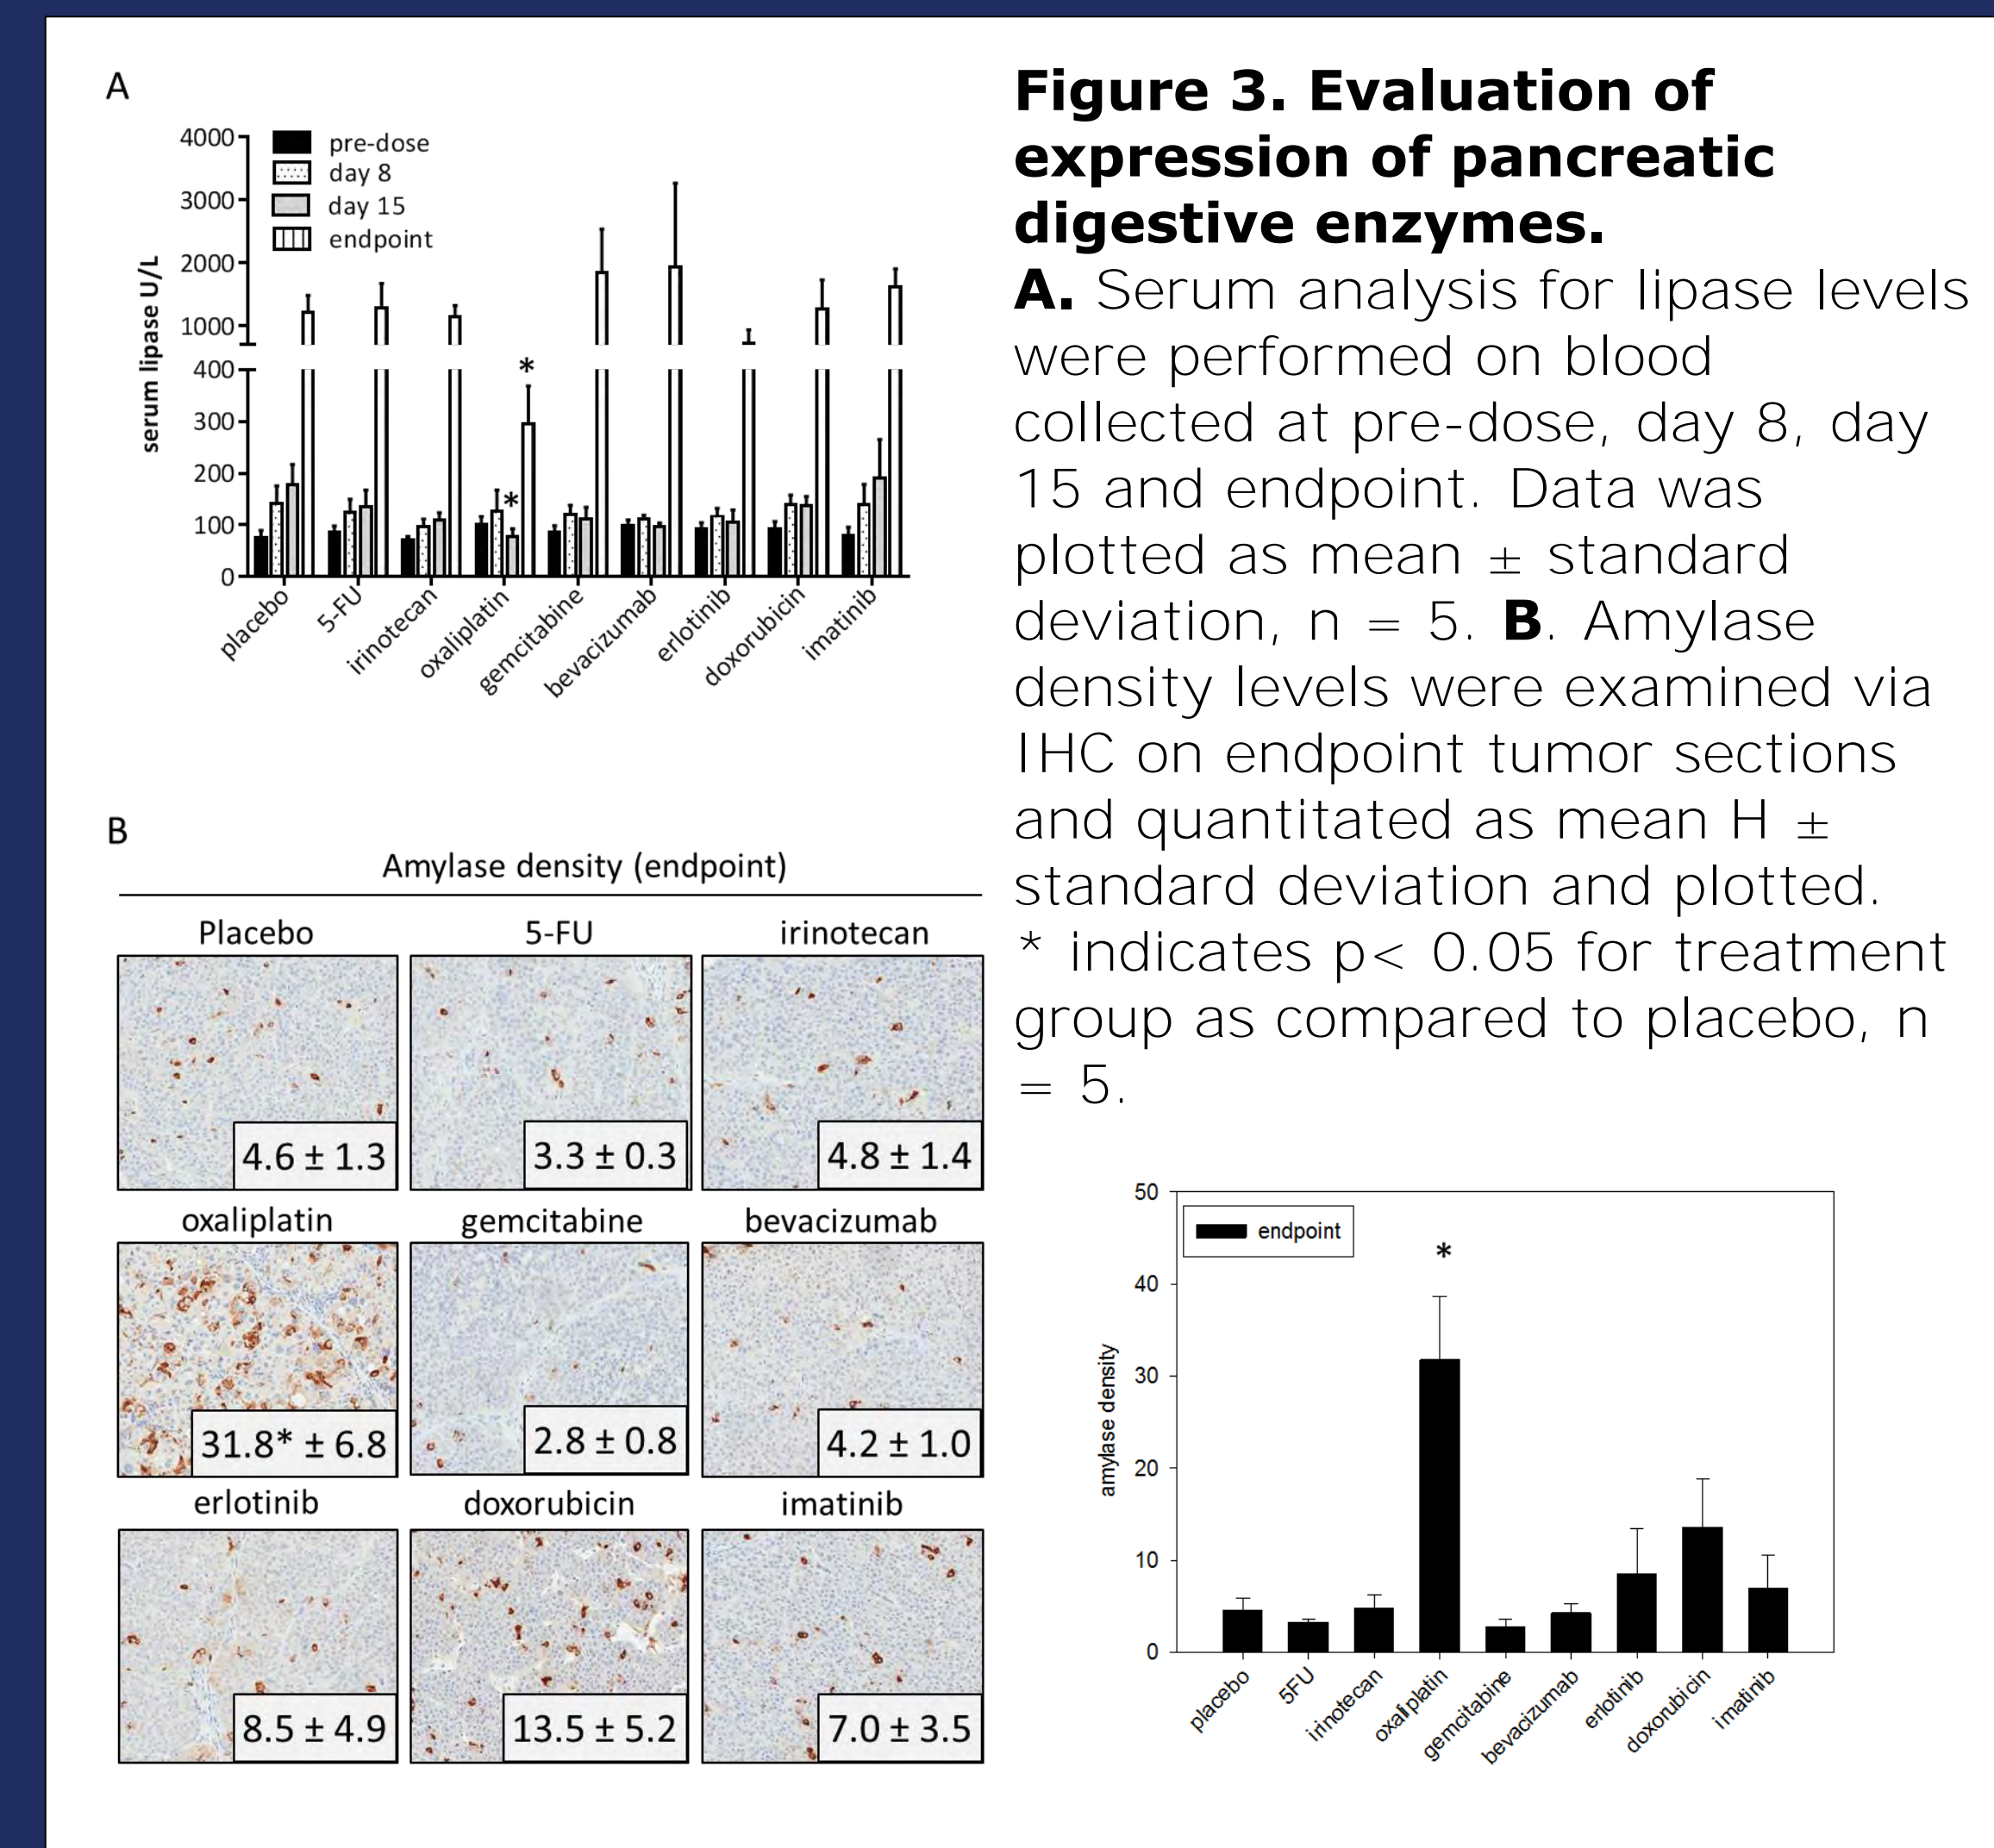 A
4000
3000
2000
1000
400
300
200
100
0
serum lipase U/L
pre-dose
day 8
day 15
endpoint
*
*
placebo
5-FU
irinotecan
oxaliplatin
gemcitabine
bevacizumab
erlotinib
doxorubicin
imatinib
Figure 3. Evaluation of
expression of pancreatic
digestive enzymes.
A. Serum analysis for lipase levels
were performed on blood
collected at pre-dose, day 8, day
15 and endpoint. Data was
plotted as mean ± standard
deviation, n = 5. B. Amylase
density levels were examined via
IHC on endpoint tumor sections
and quantitated as mean H ±
standard deviation and plotted.
* indicates p< 0.05 for treatment
group as compared to placebo, n
= 5.
B
Amylase density (endpoint)
Placebo
5-FU
irinotecan
4.6 ± 1.3
3.3 ± 0.3
4.8 ± 1.4
oxaliplatin
gemcitabine
bevacizumab
31.8* ± 6.8
2.8 ± 0.8
4.2 ± 1.0
erlotinib
doxorubicin
imatinib
8.5 ± 4.9
13.5 ± 5.2
7.0 ± 3.5
50
40
30
20
10
0
amylase density
endpoint
*
placebo
5FU
irinotecan
oxaliplatin
gemcitabine
bevacizumab
erlotinib
doxorubicin
imatinib